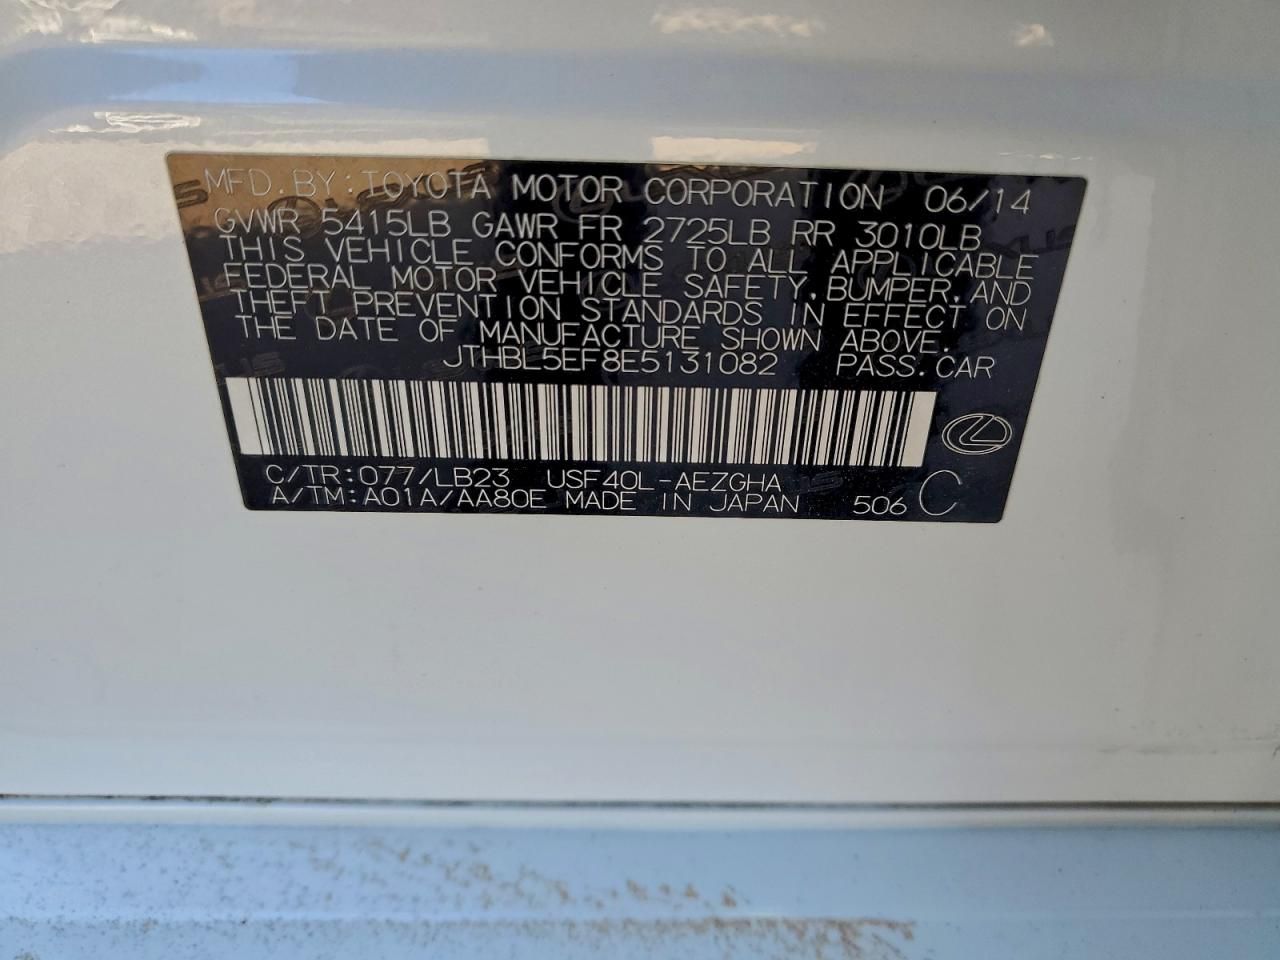 MFD. BY: TOYOTA MOTOR CORPORATION 06/14
GVWR 5415LB GAWR FR 2725LB RR 3010LB
THIS VEHICLE CONFORMS TO ALL APPLICABLE
FEDERAL MOTOR VEHICLE SAFETY, BUMPER, AND
THEFT PREVENTION STANDARDS IN EFFECT ON
THE DATE OF MANUFACTURE SHOWN ABOVE.
JTHBL5EF8E5131082 PASS. CAR
C/TR: 077/LB23 USF40L-AEZGHA
A/TM: A01A/AA80E MADE IN JAPAN 506 C